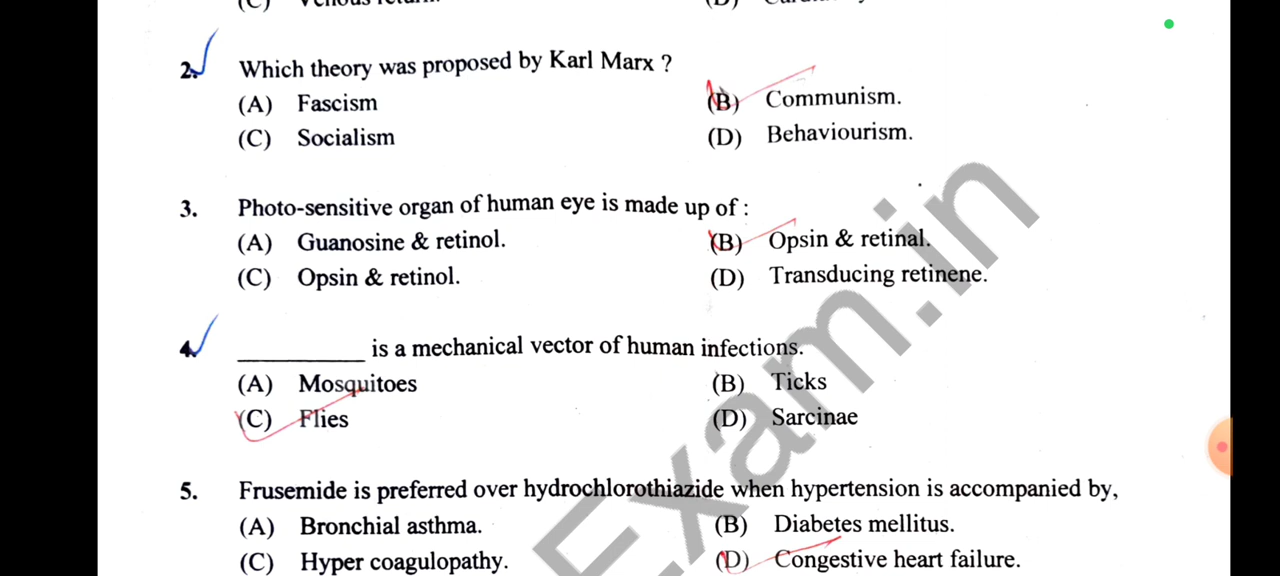 2. Which theory was proposed by Karl Marx ?
(A) Fascism (B) Communism.
(C) Socialism (D) Behaviourism.
3. Photo-sensitive organ of human eye is made up of :
(A) Guanosine & retinol. (B) Opsin & retinal.
(C) Opsin & retinol. (D) Transducing retinene.
4. __________ is a mechanical vector of human infections.
(A) Mosquitoes (B) Ticks
(C) Flies (D) Sarcinae
5. Frusemide is preferred over hydrochlorothiazide when hypertension is accompanied by,
(A) Bronchial asthma. (B) Diabetes mellitus.
(C) Hyper coagulopathy. (D) Congestive heart failure.
Exam.in